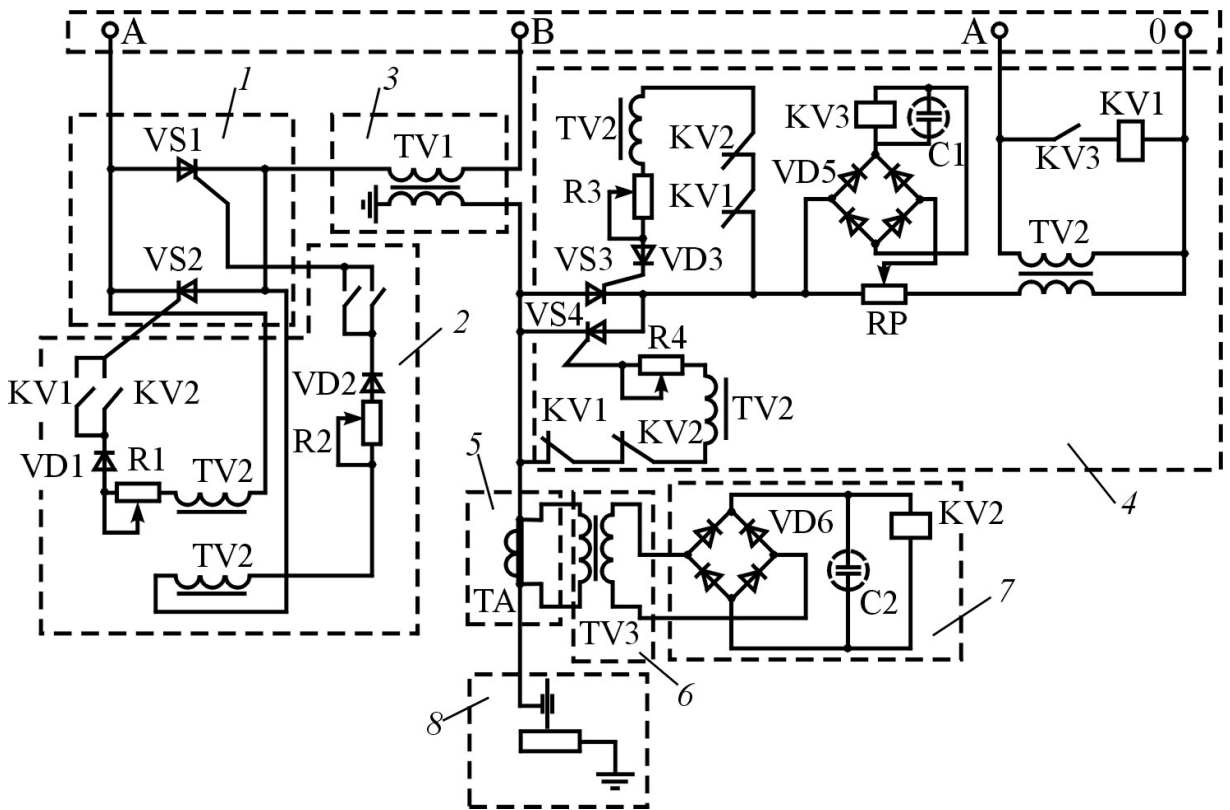 A B A 0
1 3
VS1 TV1 TV2 KV2 KV3 C1 KV1
KV3
R3 KV1 VD5
VS2 VS3 VD3 TV2
VS4 RP
2 R4
KV1 KV2 VD2 KV1 KV2 TV2
R2
VD1 R1 TV2 5 4
VD6 KV2
TV2
TA TV3 C2 7
6
8